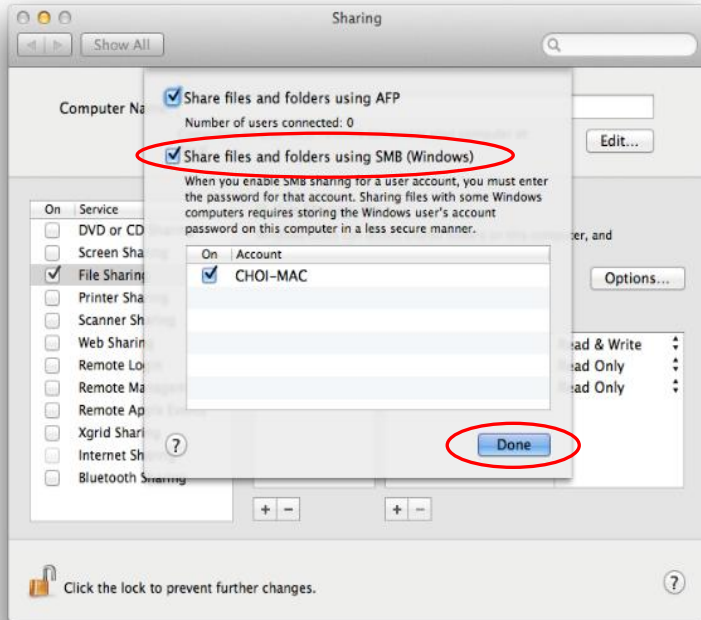 Sharing
Show All
Computer Na
Edit...
Share files and folders using AFP
Number of users connected: 0
Share files and folders using SMB (Windows)
When you enable SMB sharing for a user account, you must enter
the password for that account. Sharing files with some Windows
computers requires storing the Windows user's account
password on this computer in a less secure manner.
On Account
CHOI-MAC
?
Done
On Service
DVD or CD
Screen Sha
File Sharing
Printer Sha
Scanner Sh
Web Sharin
Remote Lo
Remote Ma
Remote Ap
Xgrid Shari
Internet Sh
Bluetooth Sharing
ter, and
Options...
ead & Write
ead Only
ead Only
+ −
+ −
Click the lock to prevent further changes.
?